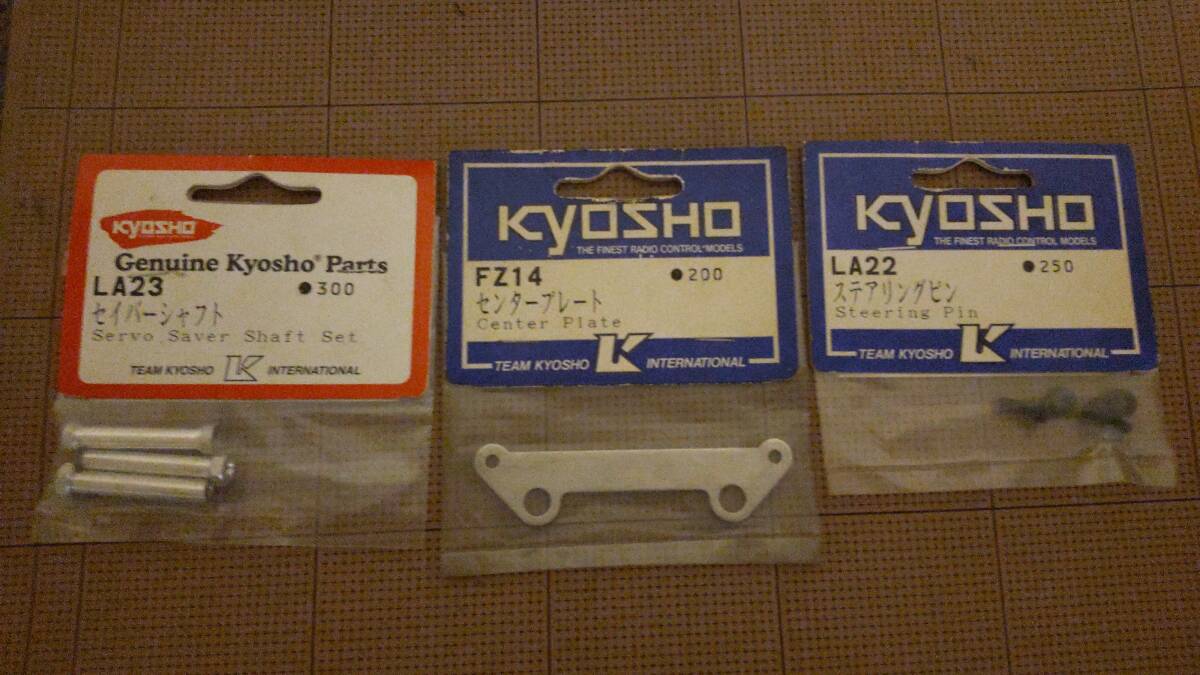 KYOSHO
Genuine Kyosho® Parts
LA23 ●300
セイバーシャフト
Servo Saver Shaft Set
TEAM KYOSHO K INTERNATIONAL
KYOSHO
THE FINEST RADIO CONTROL MODELS
FZ14 ●200
センタープレート
Center Plate
TEAM KYOSHO K INTERNATIONAL
KYOSHO
THE FINEST RADIO CONTROL MODELS
LA22 ●250
ステアリングピン
Steering Pin
TEAM KYOSHO K INTERNATIONAL